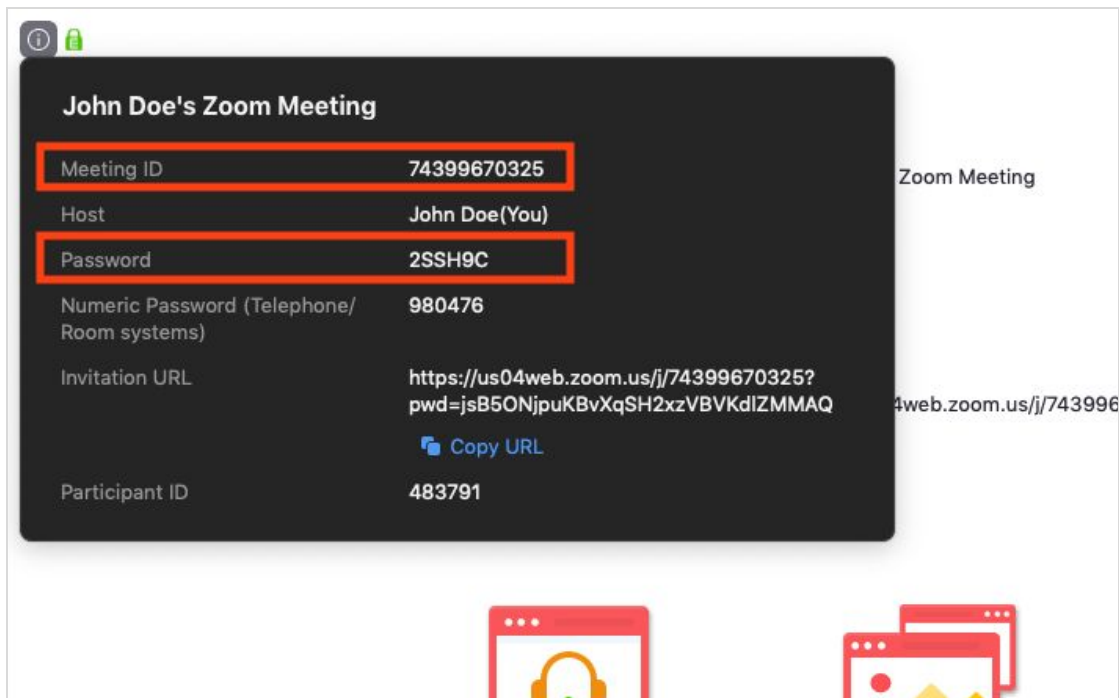 John Doe's Zoom Meeting
Meeting ID 74399670325
Zoom Meeting
Host John Doe(You)
Password 2SSH9C
Numeric Password (Telephone/
Room systems) 980476
Invitation URL https://us04web.zoom.us/j/74399670325?
pwd=jsB5ONjpuKBvXqSH2xzVBVKdlZMMAQ
4web.zoom.us/j/743996
Copy URL
Participant ID 483791